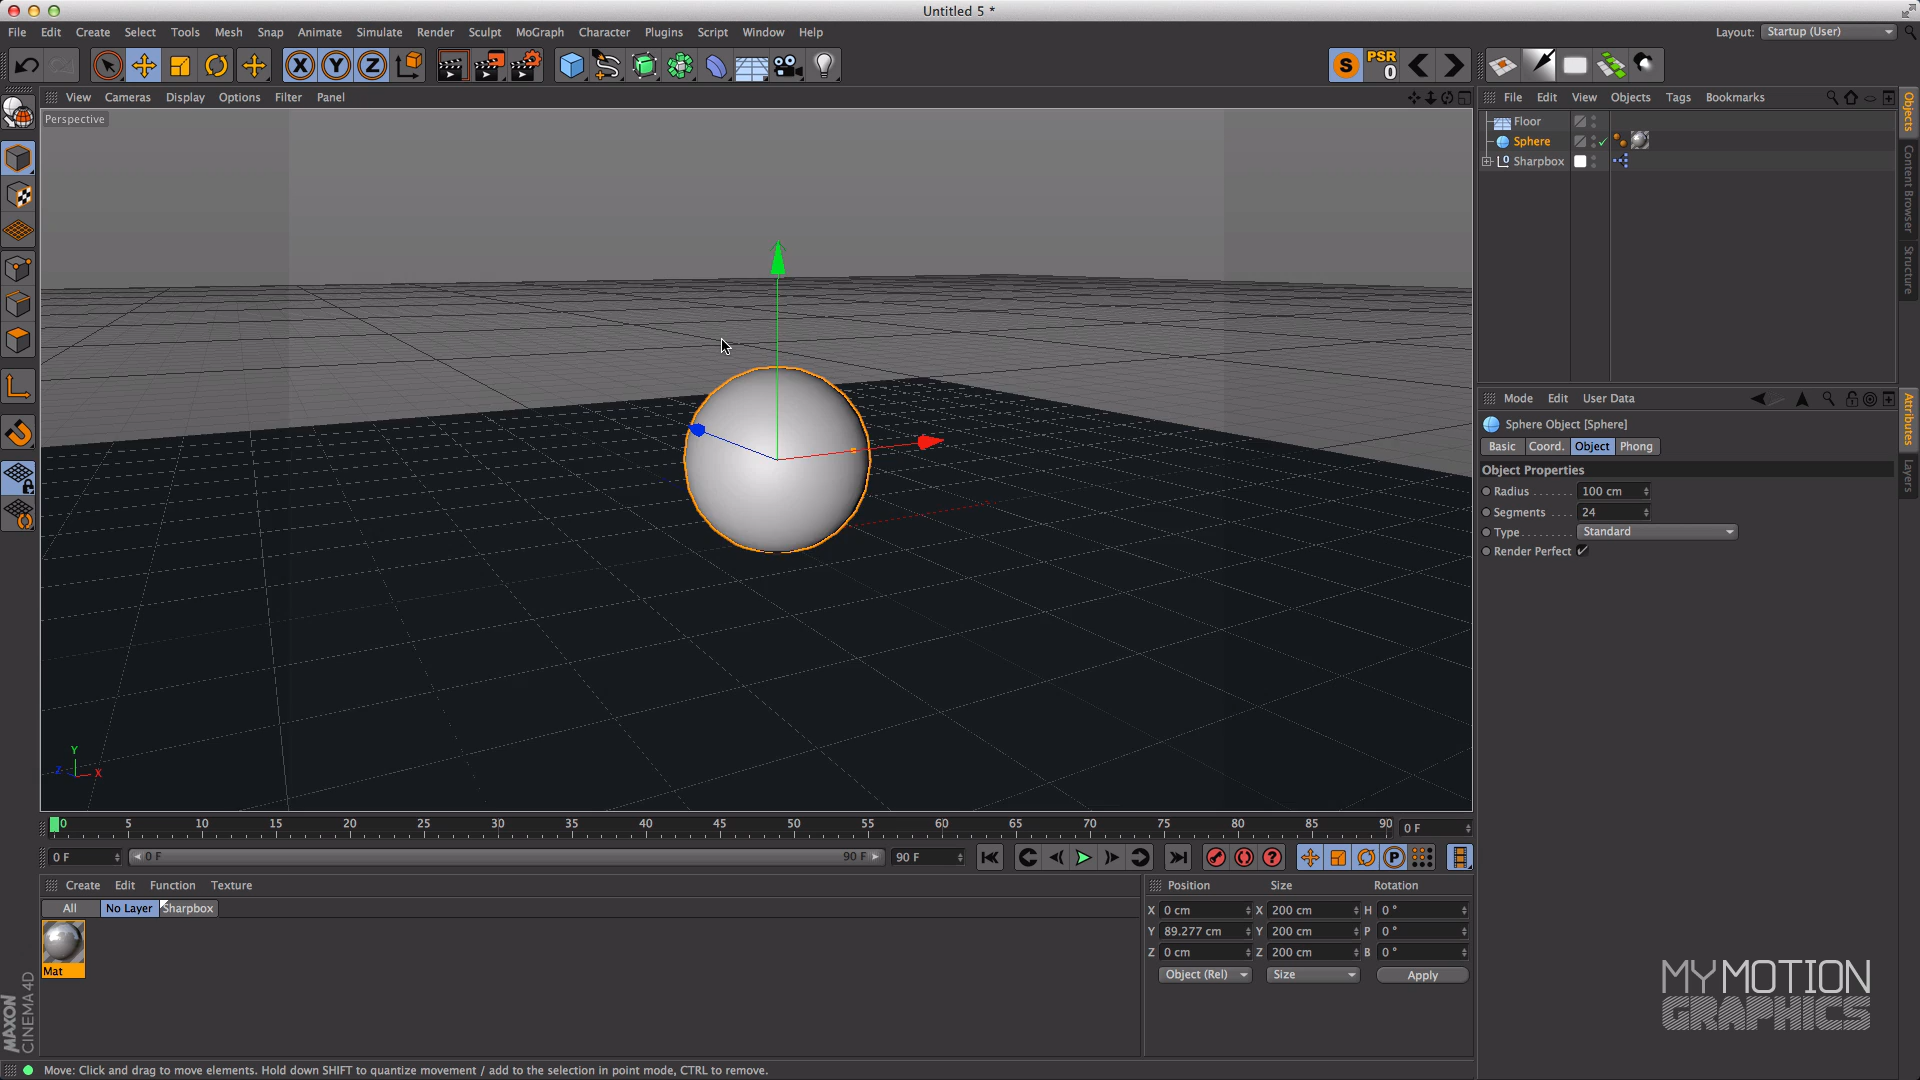 Untitled 5 *
File Edit Create Select Tools Mesh Snap Animate Simulate Render Sculpt MoGraph Character Plugins Script Window Help
Layout: Startup (User)
X Y Z
S PSR 0
View Cameras Display Options Filter Panel
Perspective
File Edit View Objects Tags Bookmarks
Floor
Sphere
Sharpbox
Objects
Content Browser
Structure
Mode Edit User Data
Sphere Object [Sphere]
Basic Coord. Object Phong
Object Properties
Radius . . . . . . . 100 cm
Segments . . . . 24
Type . . . . . . . . . Standard
Render Perfect
Attributes
Layers
Y
Z X
0 5 10 15 20 25 30 35 40 45 50 55 60 65 70 75 80 85 90 0 F
0 F 0 F 90 F 90 F P
Create Edit Function Texture
All No Layer Sharpbox
Mat
Position Size Rotation
X 0 cm X 200 cm H 0 °
Y 89.277 cm Y 200 cm P 0 °
Z 0 cm Z 200 cm B 0 °
Object (Rel) Size Apply
MAXON
CINEMA 4D
MYMOTION
GRAPHICS
Move: Click and drag to move elements. Hold down SHIFT to quantize movement / add to the selection in point mode, CTRL to remove.